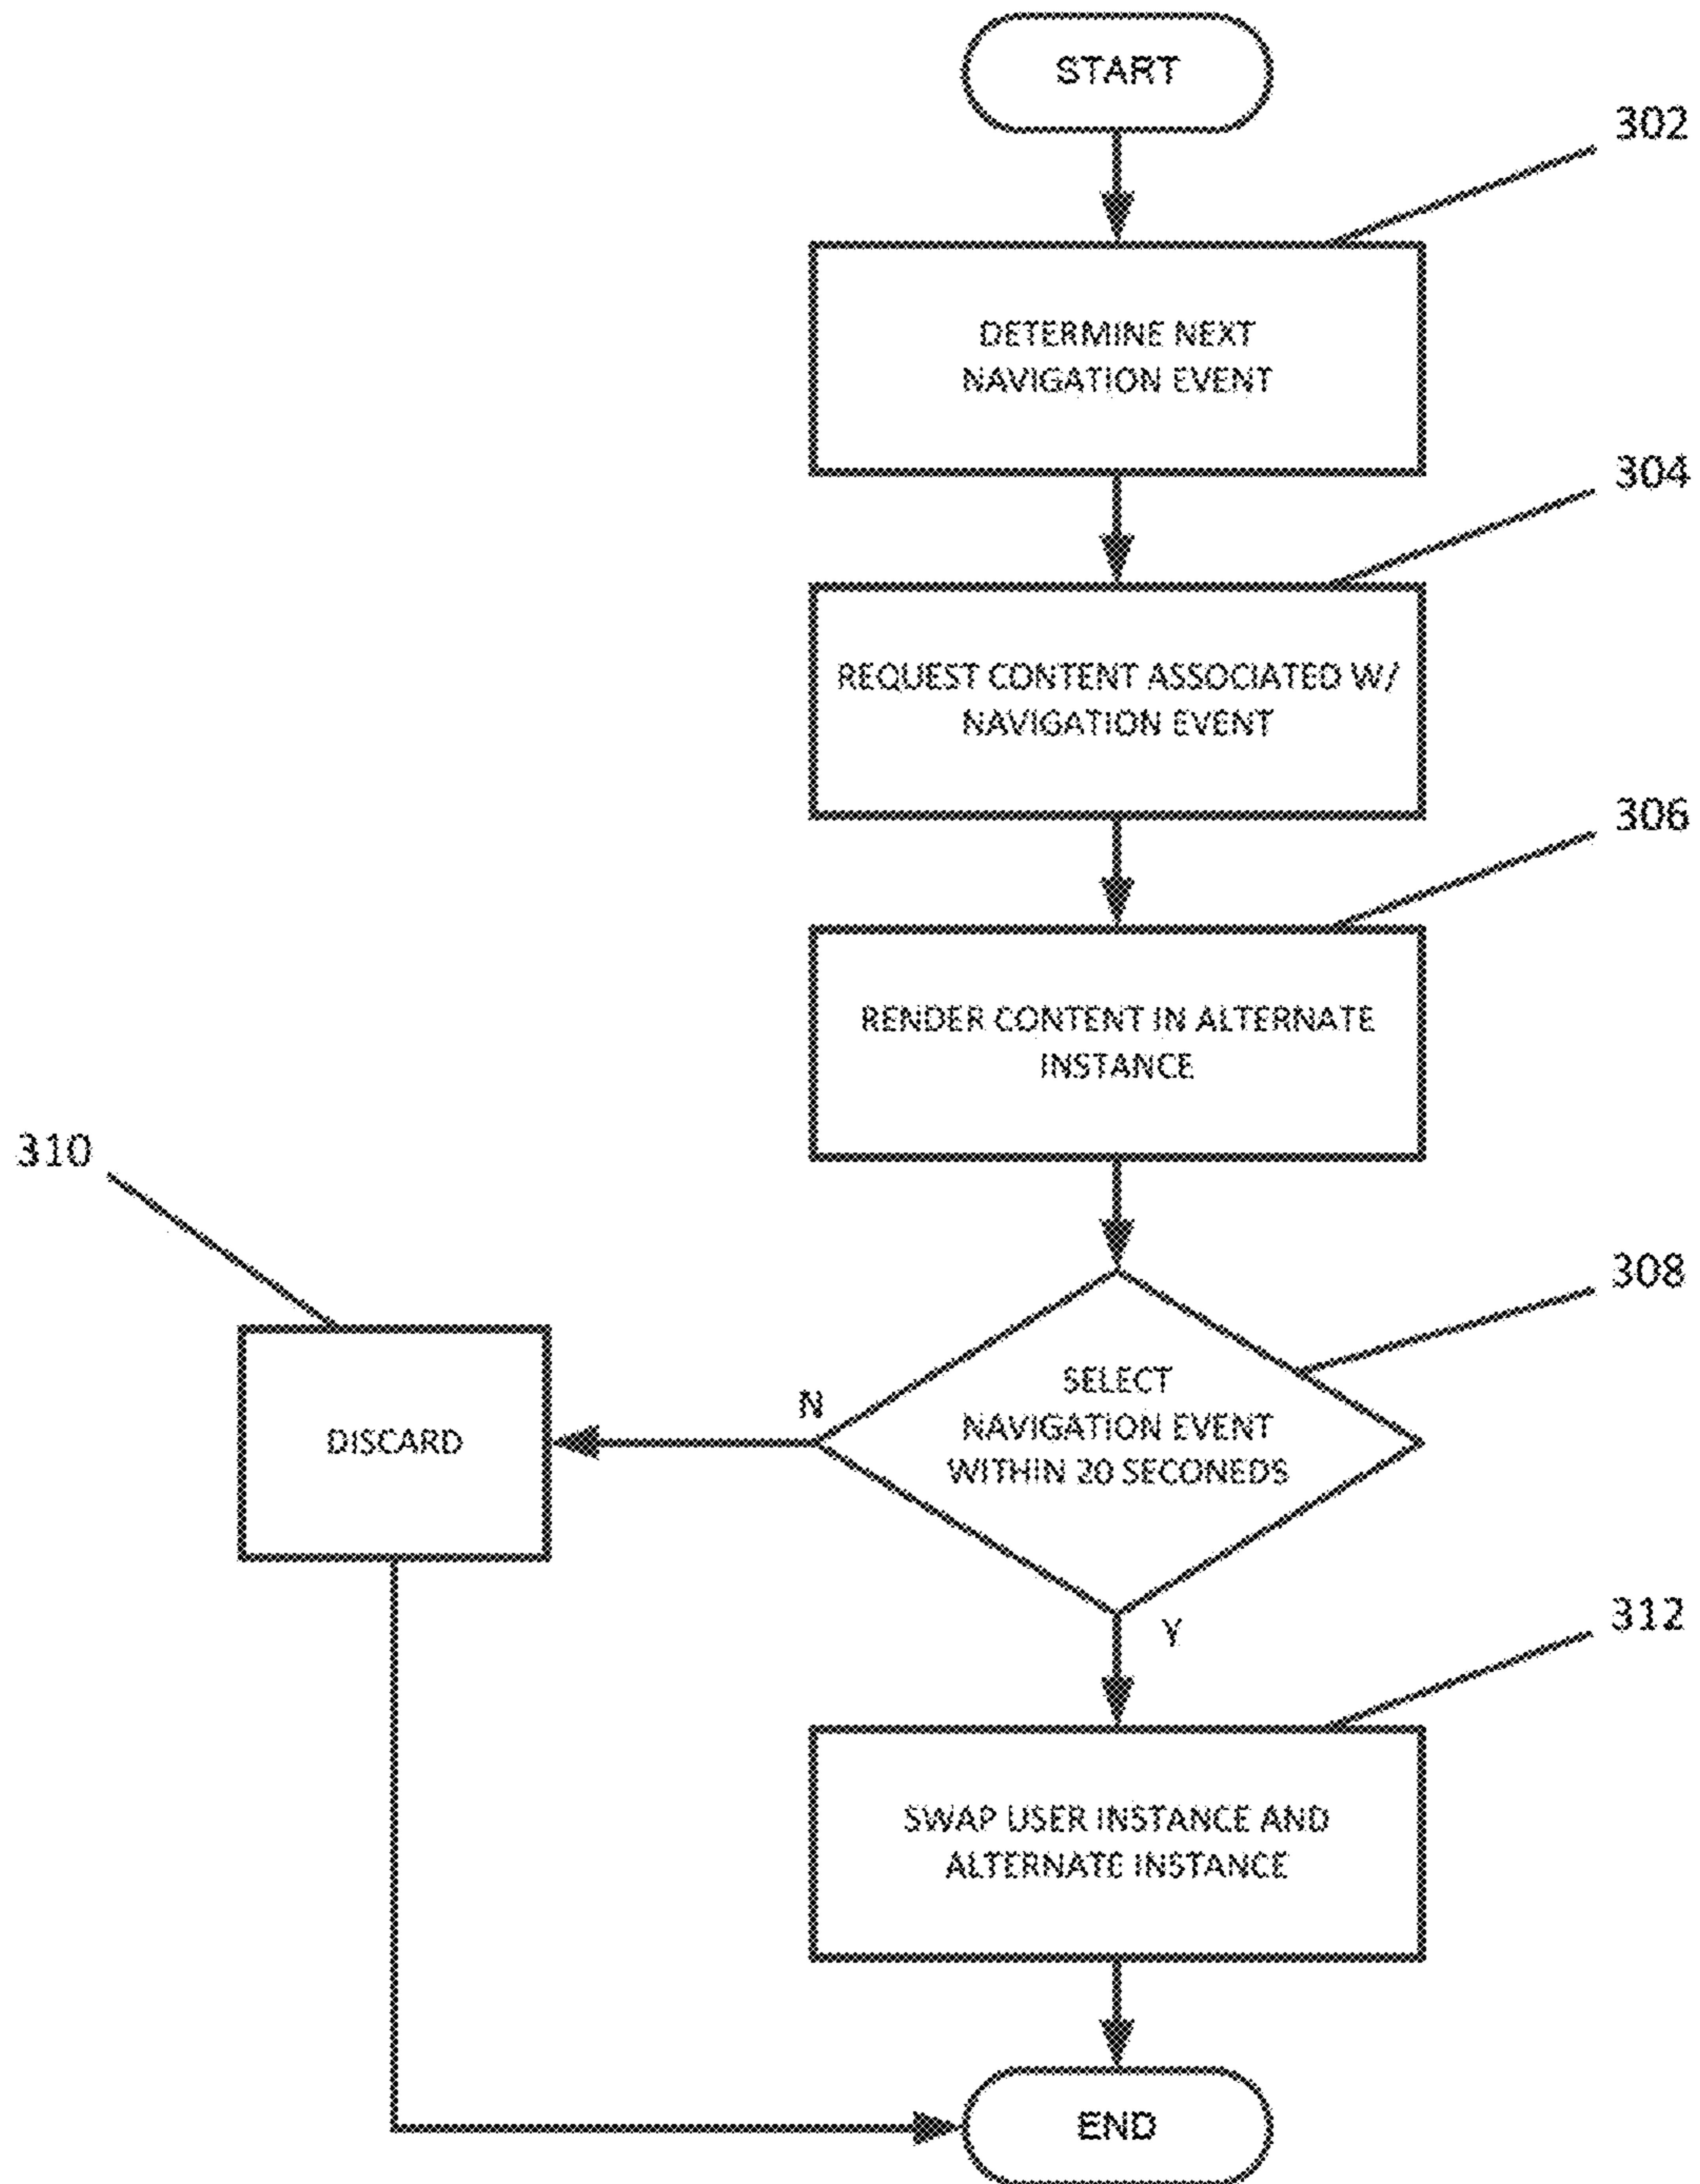 START
302
DETERMINE NEXT
NAVIGATION EVENT
304
REQUEST CONTENT ASSOCIATED W/
NAVIGATION EVENT
306
RENDER CONTENT IN ALTERNATE
INSTANCE
310
308
SELECT
NAVIGATION EVENT
WITHIN 20 SECONEDS
N
DISCARD
Y
312
SWAP USER INSTANCE AND
ALTERNATE INSTANCE
END